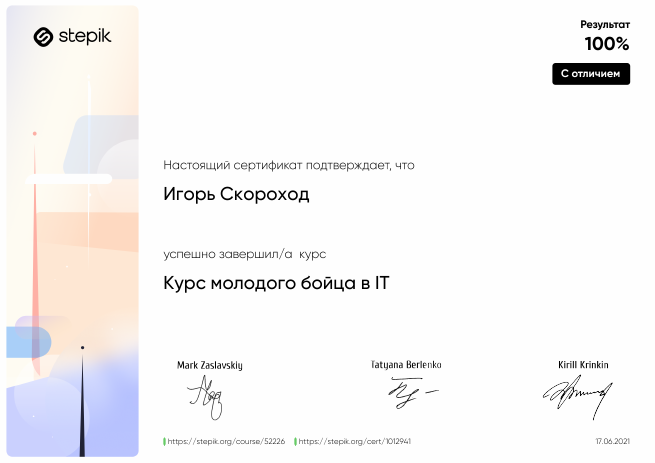 stepik
Результат
100%
С отличием
Настоящий сертификат подтверждает, что
Игорь Скороход
успешно завершил/а курс
Курс молодого бойца в IT
Mark Zaslavskiy
Tatyana Berlenko
Kirill Krinkin
https://stepik.org/course/52226
https://stepik.org/cert/1012941
17.06.2021